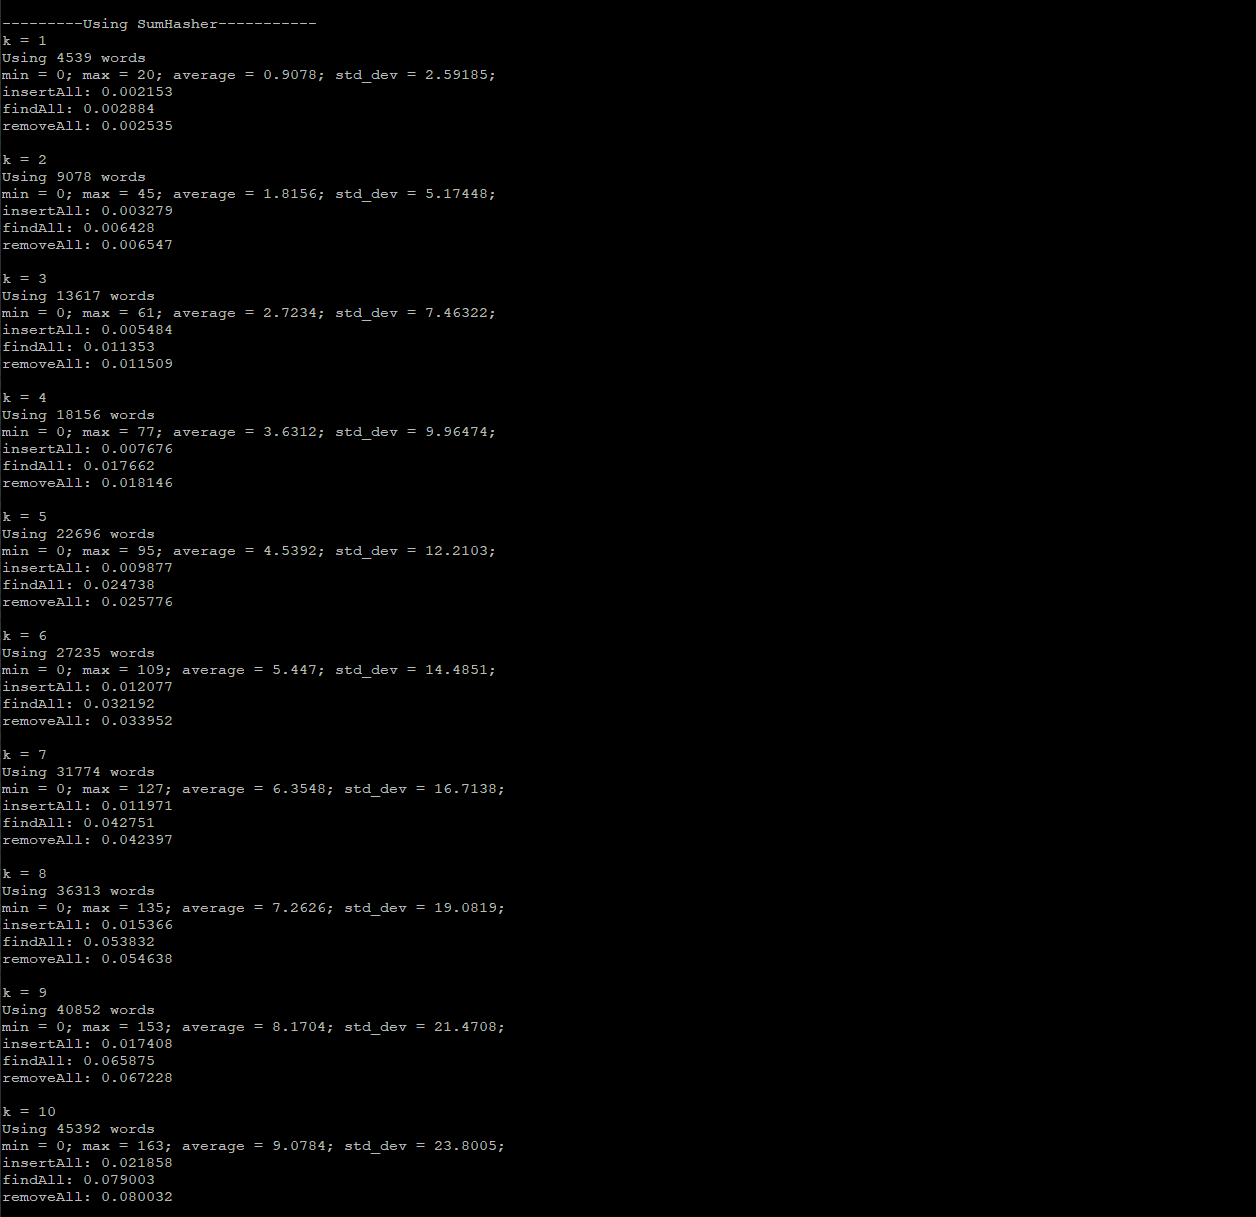 ---------Using SumHasher-----------
k = 1
Using 4539 words
min = 0; max = 20; average = 0.9078; std_dev = 2.59185;
insertAll: 0.002153
findAll: 0.002884
removeAll: 0.002535
k = 2
Using 9078 words
min = 0; max = 45; average = 1.8156; std_dev = 5.17448;
insertAll: 0.003279
findAll: 0.006428
removeAll: 0.006547
k = 3
Using 13617 words
min = 0; max = 61; average = 2.7234; std_dev = 7.46322;
insertAll: 0.005484
findAll: 0.011353
removeAll: 0.011509
k = 4
Using 18156 words
min = 0; max = 77; average = 3.6312; std_dev = 9.96474;
insertAll: 0.007676
findAll: 0.017662
removeAll: 0.018146
k = 5
Using 22696 words
min = 0; max = 95; average = 4.5392; std_dev = 12.2103;
insertAll: 0.009877
findAll: 0.024738
removeAll: 0.025776
k = 6
Using 27235 words
min = 0; max = 109; average = 5.447; std_dev = 14.4851;
insertAll: 0.012077
findAll: 0.032192
removeAll: 0.033952
k = 7
Using 31774 words
min = 0; max = 127; average = 6.3548; std_dev = 16.7138;
insertAll: 0.011971
findAll: 0.042751
removeAll: 0.042397
k = 8
Using 36313 words
min = 0; max = 135; average = 7.2626; std_dev = 19.0819;
insertAll: 0.015366
findAll: 0.053832
removeAll: 0.054638
k = 9
Using 40852 words
min = 0; max = 153; average = 8.1704; std_dev = 21.4708;
insertAll: 0.017408
findAll: 0.065875
removeAll: 0.067228
k = 10
Using 45392 words
min = 0; max = 163; average = 9.0784; std_dev = 23.8005;
insertAll: 0.021858
findAll: 0.079003
removeAll: 0.080032